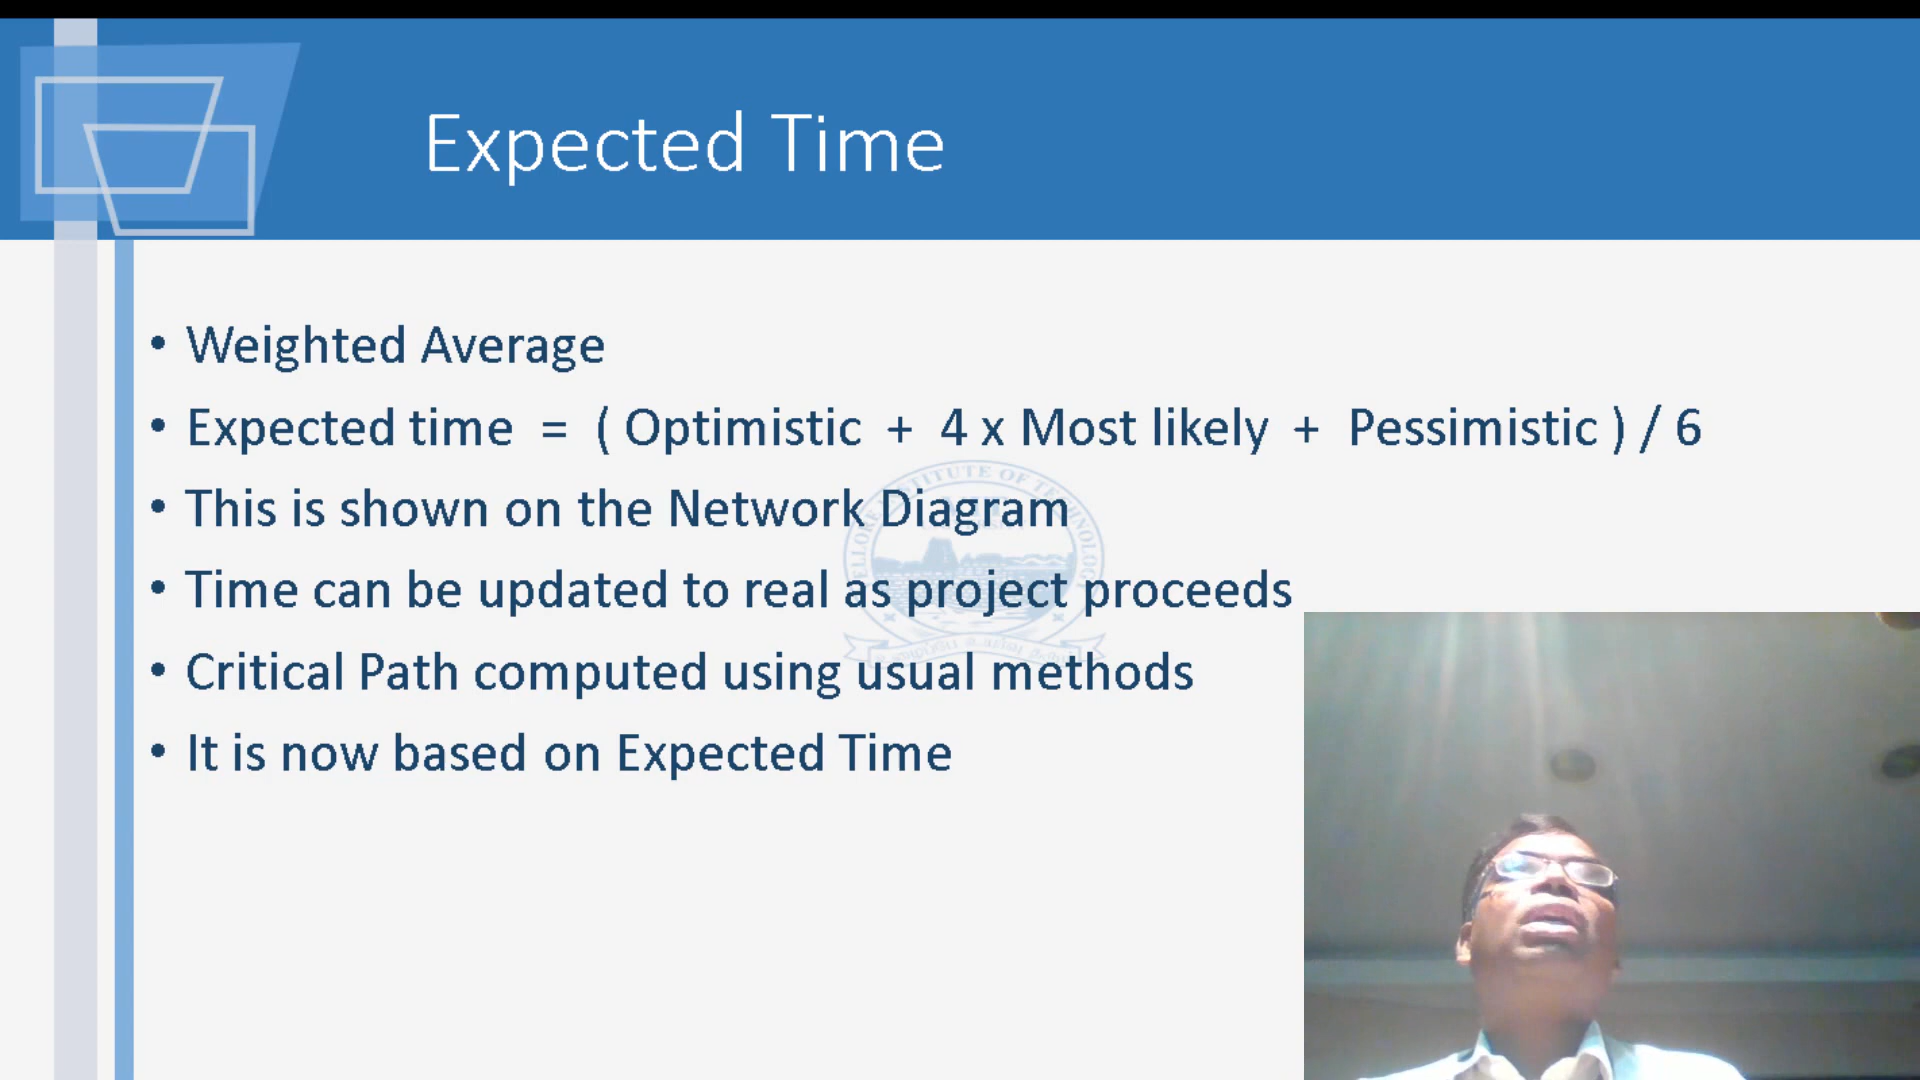 Expected Time
• Weighted Average
• Expected time = ( Optimistic + 4 x Most likely + Pessimistic ) / 6
• This is shown on the Network Diagram
• Time can be updated to real as project proceeds
• Critical Path computed using usual methods
• It is now based on Expected Time